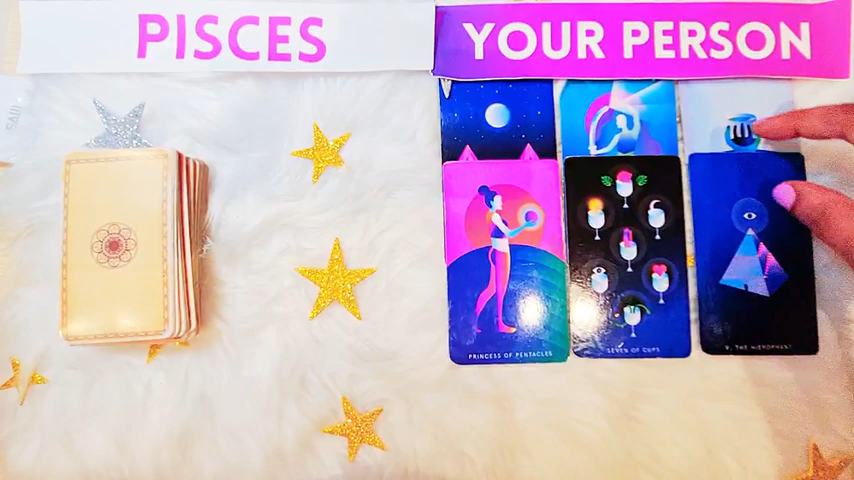 PISCES
YOUR PERSON
PRINCESS OF PENTACLES
SEVEN OF CUPS
V. THE HIEROPHANT